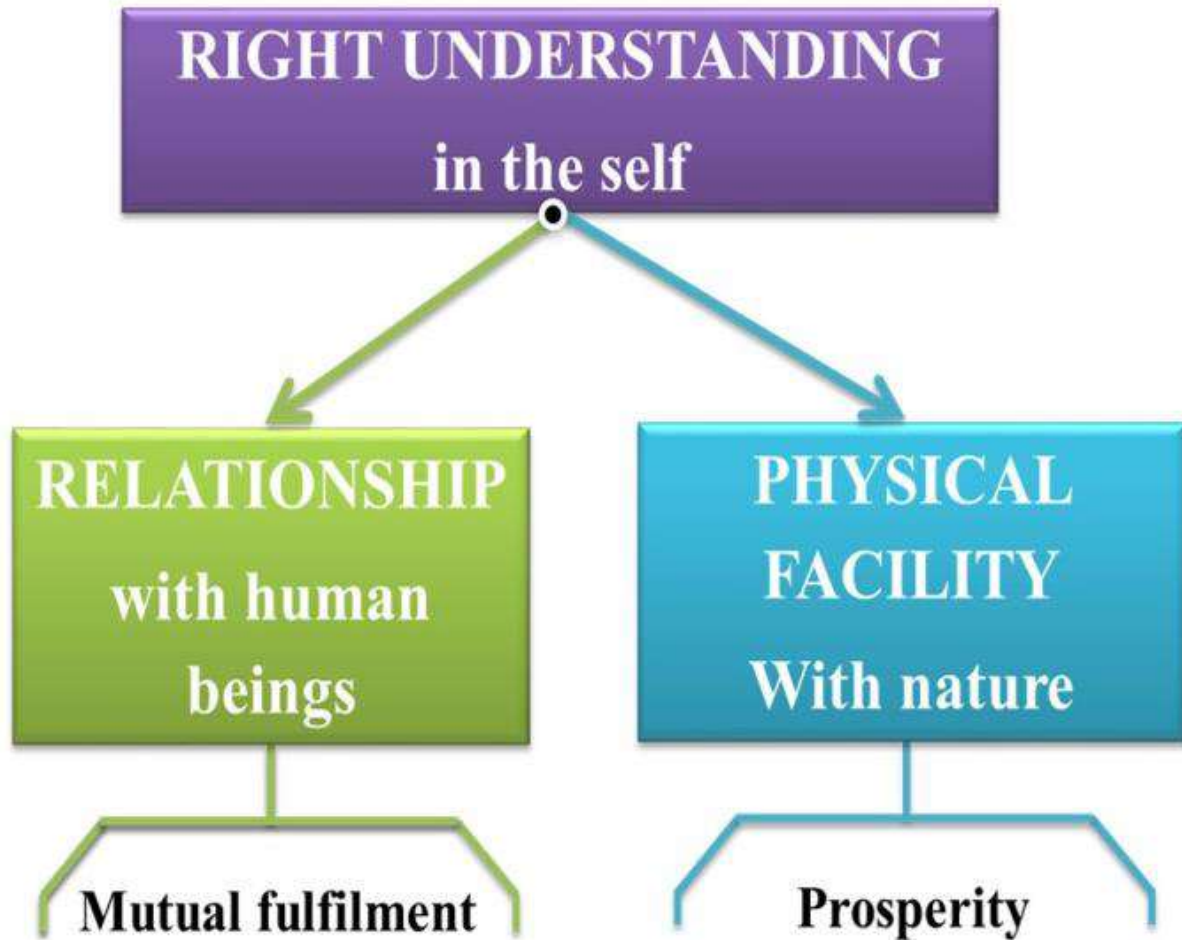 RIGHT UNDERSTANDING
in the self
RELATIONSHIP
with human
beings
PHYSICAL
FACILITY
With nature
Mutual fulfilment
Prosperity